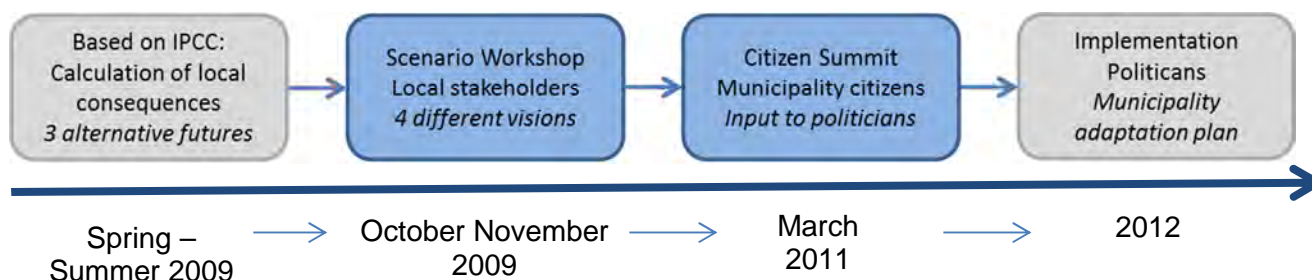 Based on IPCC:
Calculation of local
consequences
3 alternative futures
Scenario Workshop
Local stakeholders
4 different visions
Citizen Summit
Municipality citizens
Input to politicians
Implementation
Politicans
Municipality
adaptation plan
Spring –
Summer 2009
October November
2009
March
2011
2012